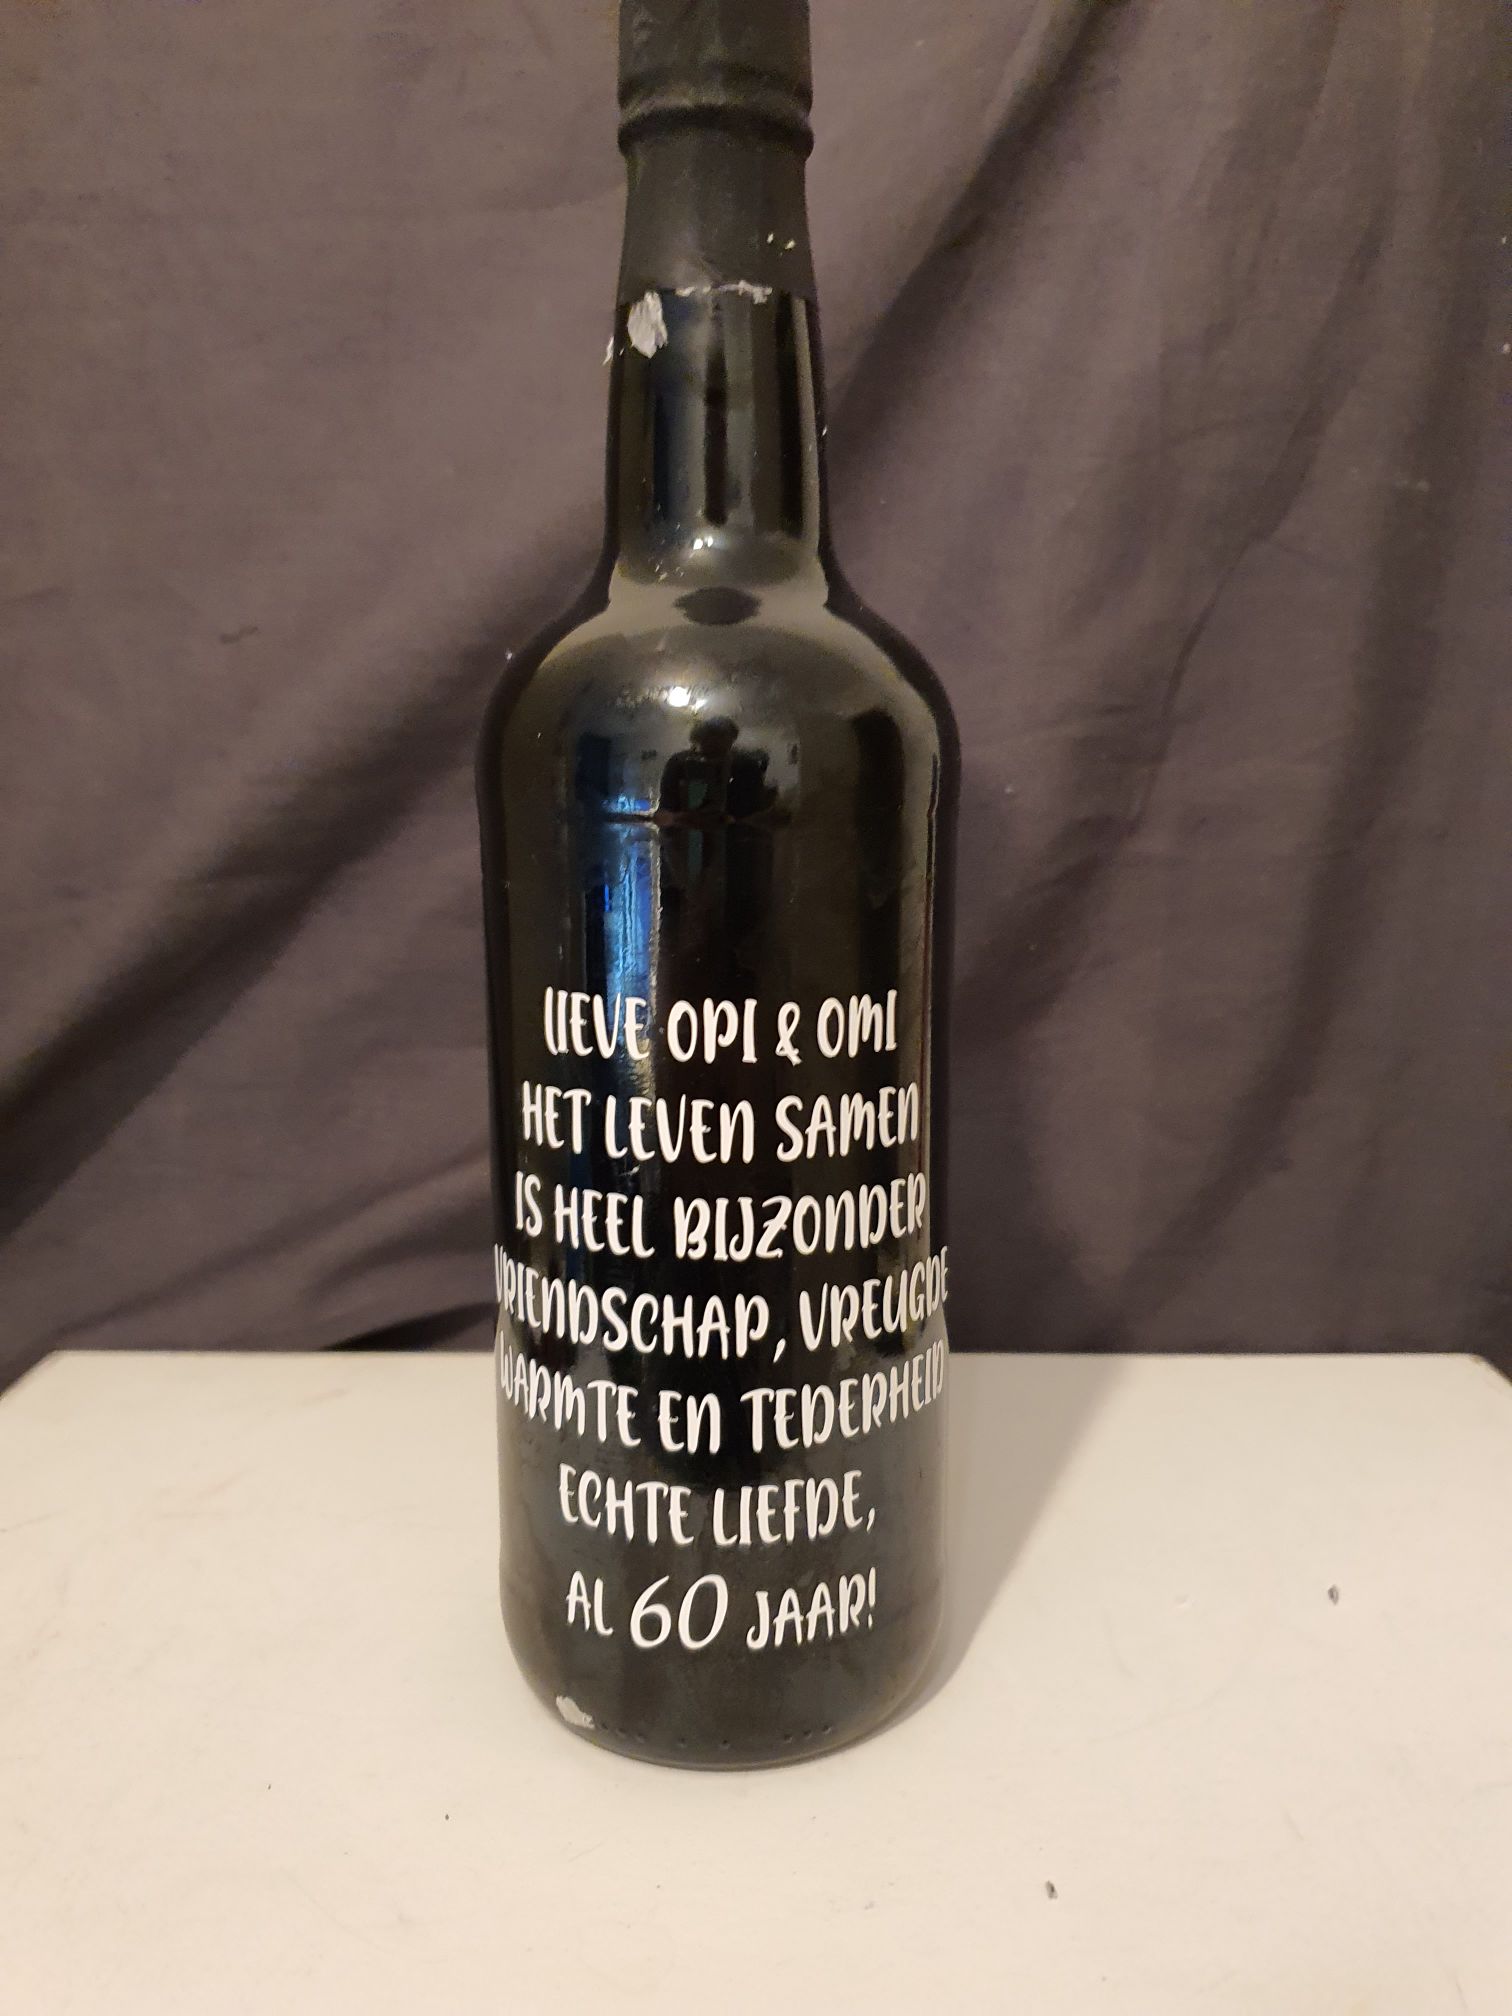 LIEVE OPI & OMI
HET LEVEN SAMEN
IS HEEL BIJZONDER
VRIENDSCHAP, VREUGDE
WARMTE EN TEDERHEID
ECHTE LIEFDE,
AL 60 JAAR!